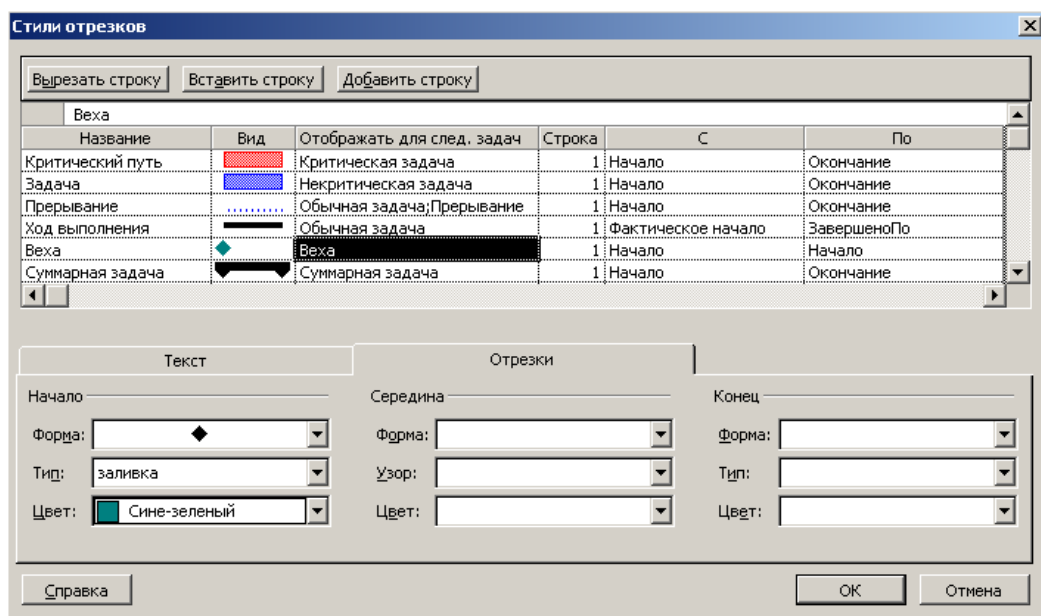 Стили отрезков
Вырезать строку Вставить строку Добавить строку
Веха
Название Вид Отображать для след. задач Строка С По
Критический путь Критическая задача 1 Начало Окончание
Задача Некритическая задача 1 Начало Окончание
Прерывание Обычная задача;Прерывание 1 Начало Окончание
Ход выполнения Обычная задача 1 Фактическое начало ЗавершеноПо
Веха Веха 1 Начало Начало
Суммарная задача Суммарная задача 1 Начало Окончание
Текст Отрезки
Начало Середина Конец
Форма: Форма: Форма:
Тип: заливка Узор: Тип:
Цвет: Сине-зеленый Цвет: Цвет:
Справка ОК Отмена